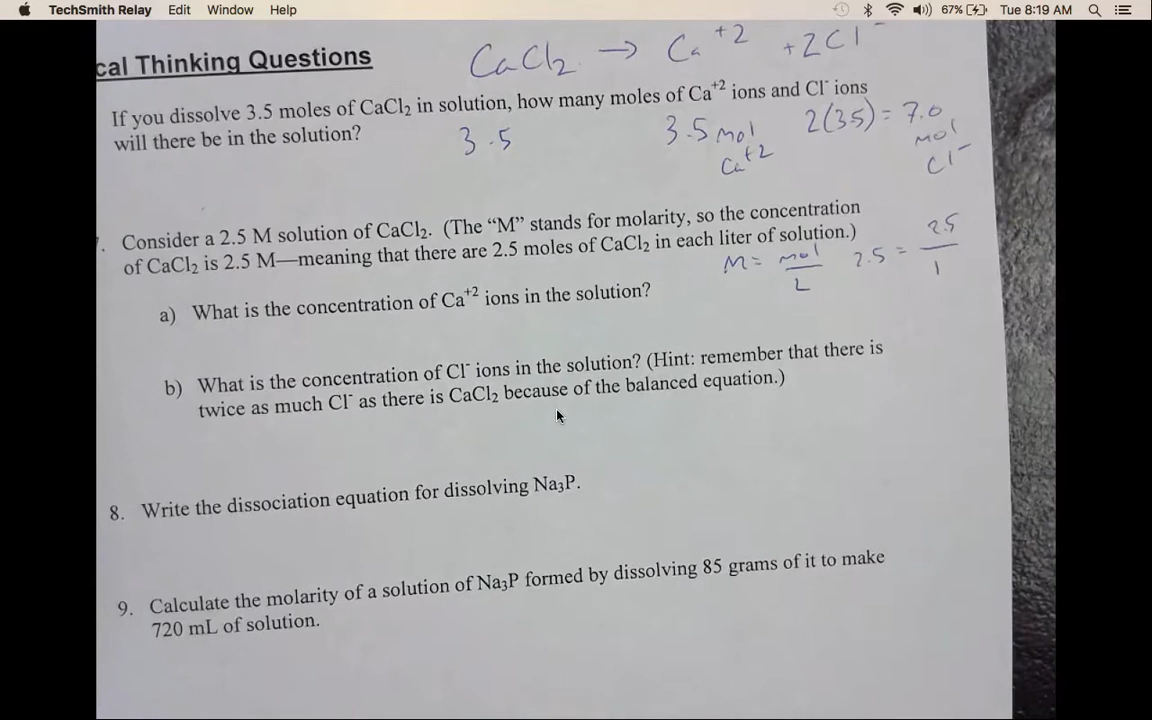 TechSmith Relay Edit Window Help 67% Tue 8:19 AM
cal Thinking Questions
CaCl₂ → Ca⁺² + 2Cl⁻
If you dissolve 3.5 moles of CaCl₂ in solution, how many moles of Ca⁺² ions and Cl⁻ ions
will there be in the solution?
3.5 3.5 mol 2(3.5) = 7.0
Ca⁺² mol
Cl⁻
7. Consider a 2.5 M solution of CaCl₂. (The “M” stands for molarity, so the concentration
of CaCl₂ is 2.5 M—meaning that there are 2.5 moles of CaCl₂ in each liter of solution.)
M = mol/L 2.5 = 2.5/1
a) What is the concentration of Ca⁺² ions in the solution?
b) What is the concentration of Cl⁻ ions in the solution? (Hint: remember that there is
twice as much Cl⁻ as there is CaCl₂ because of the balanced equation.)
8. Write the dissociation equation for dissolving Na₃P.
9. Calculate the molarity of a solution of Na₃P formed by dissolving 85 grams of it to make
720 mL of solution.